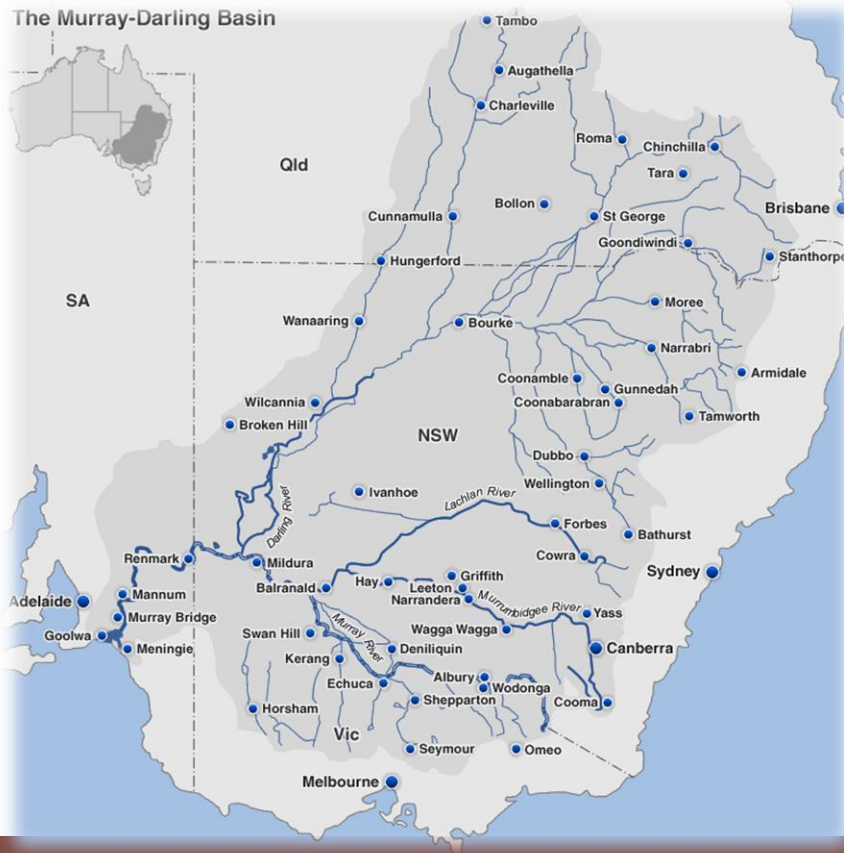 The Murray-Darling Basin
Tambo
Augathella
Charleville
Roma
Chinchilla
Qld
Tara
Bollon
Brisbane
Cunnamulla
St George
Goondiwindi
Hungerford
Stanthorpe
SA
Moree
Wanaaring
Bourke
Narrabri
Armidale
Coonamble
Gunnedah
Wilcannia
Coonabarabran
Broken Hill
Tamworth
NSW
Dubbo
Wellington
Ivanhoe
Lachlan River
Darling River
Forbes
Bathurst
Renmark
Mildura
Cowra
Sydney
Griffith
Hay
Leeton
Balranald
Mannum
Narrandera
Adelaide
Murrumbidgee River
Yass
Murray Bridge
Wagga Wagga
Goolwa
Swan Hill
Murray River
Meningie
Deniliquin
Canberra
Kerang
Albury
Echuca
Wodonga
Shepparton
Cooma
Horsham
Vic
Seymour
Omeo
Melbourne